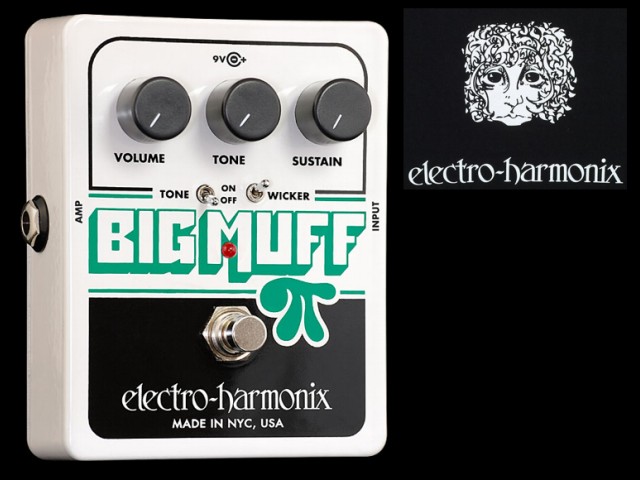 9V +
VOLUME TONE SUSTAIN
TONE ON OFF WICKER
AMP
INPUT
BIG MUFF
π
electro-harmonix
MADE IN NYC, USA
electro-harmonix